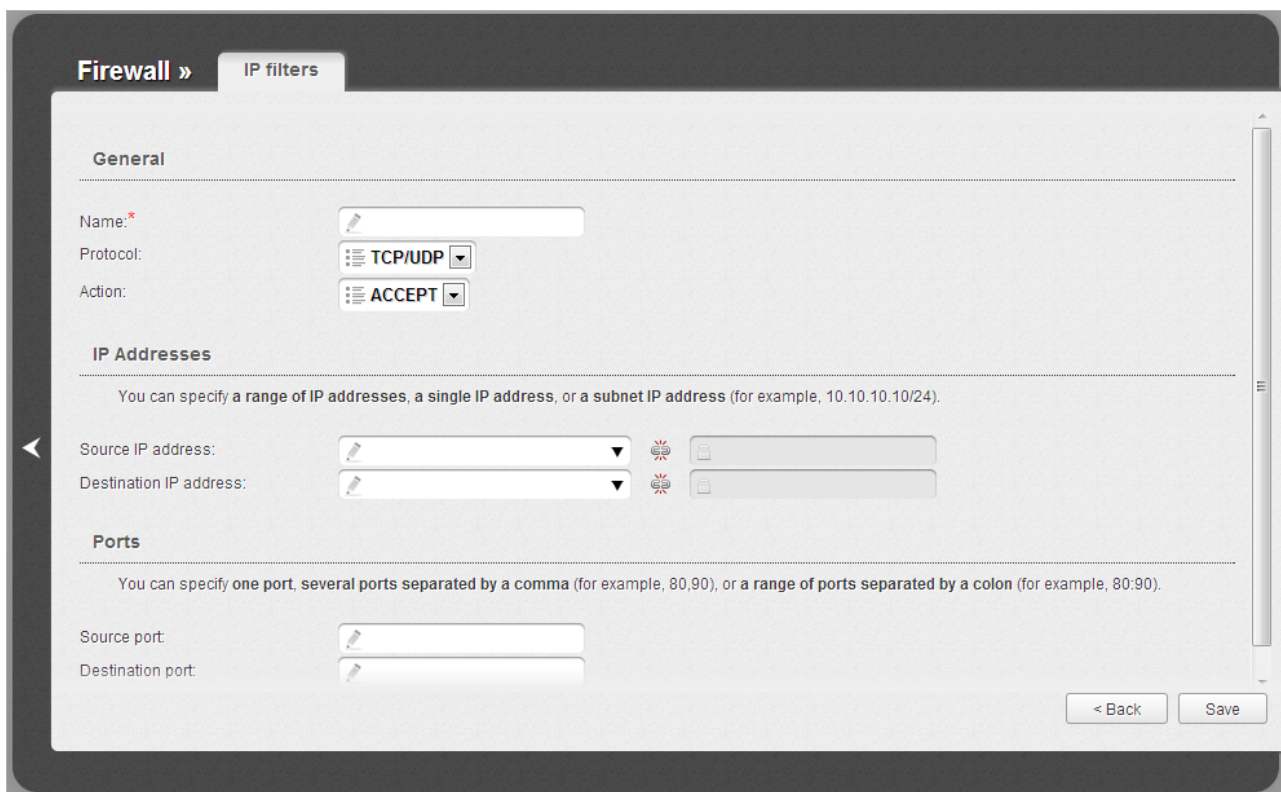 Firewall »
IP filters
General
Name:*
Protocol:
TCP/UDP
Action:
ACCEPT
IP Addresses
You can specify a range of IP addresses, a single IP address, or a subnet IP address (for example, 10.10.10.10/24).
Source IP address:
Destination IP address:
Ports
You can specify one port, several ports separated by a comma (for example, 80,90), or a range of ports separated by a colon (for example, 80:90).
Source port:
Destination port:
< Back
Save